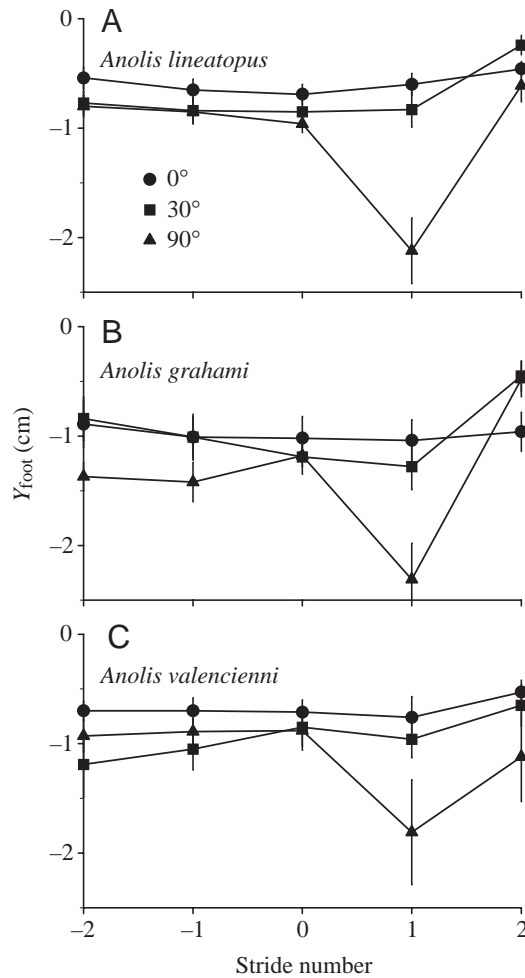 A
Anolis lineatopus
0
–1
–2
0°
30°
90°
B
Anolis grahami
0
–1
–2
Y_foot (cm)
C
Anolis valencienni
0
–1
–2
–2 –1 0 1 2
Stride number